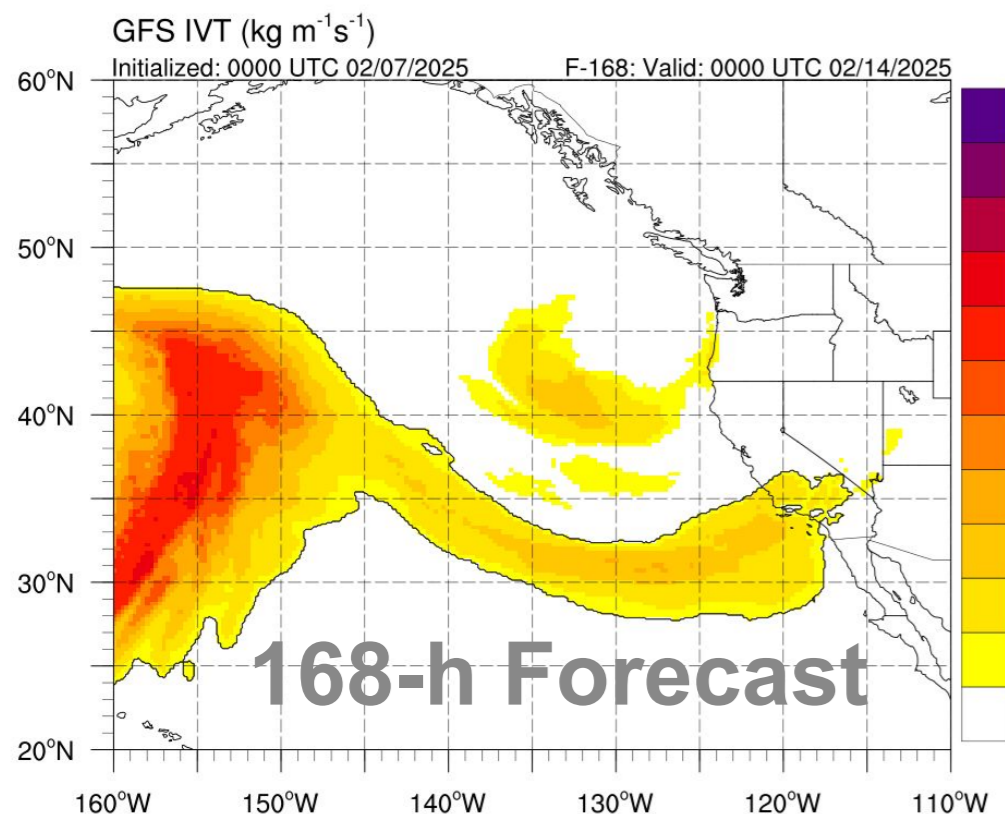 GFS IVT (kg m⁻¹s⁻¹)
Initialized: 0000 UTC 02/07/2025 F-168: Valid: 0000 UTC 02/14/2025
60°N
50°N
40°N
30°N
168-h Forecast
20°N
160°W 150°W 140°W 130°W 120°W 110°W